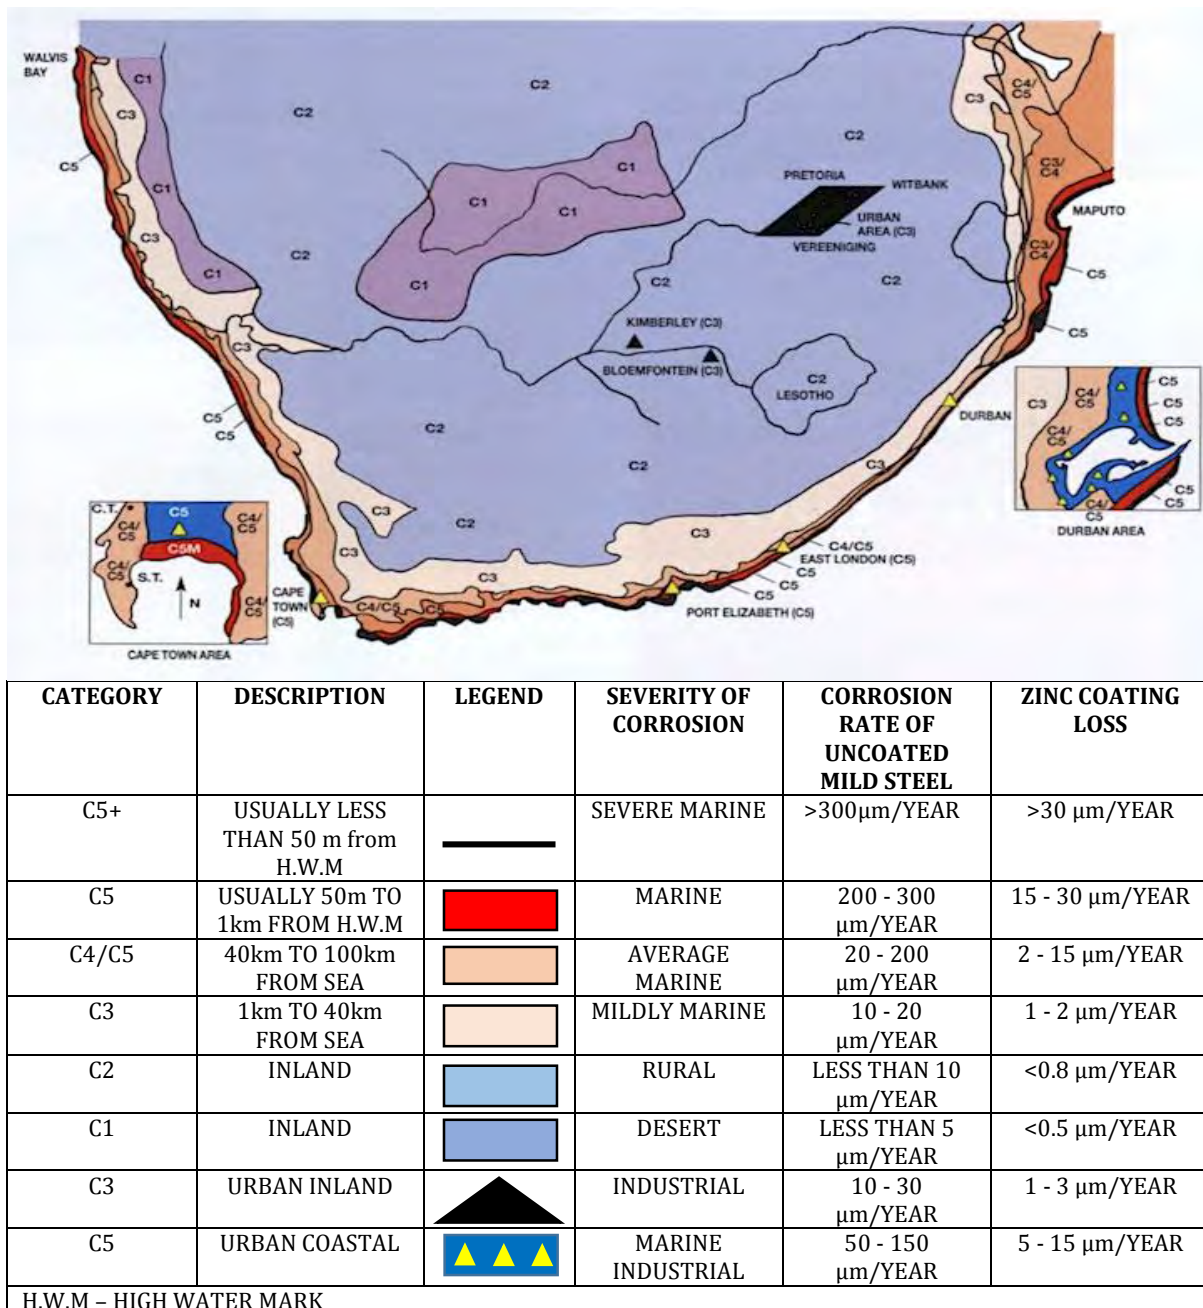 WALVIS
BAY
C1
C3
C2
C2
C5
C1
C3
C1
C2
C1
C1
C1
C2
PRETORIA
WITBANK
URBAN
AREA (C3)
VEREENIGING
C3
C4/
C5
C3/
C4
MAPUTO
C3/
C4
C5
C2
C2
C5
C3
KIMBERLEY (C3)
BLOEMFONTEIN (C3)
C2
LESOTHO
C5
C5
C2
C2
DURBAN
C3
C3
C2
C3
C3
C3
C4/C5
EAST LONDON (C5)
C5
C5
C5
PORT ELIZABETH (C5)
CAPE
TOWN
(C5)
C4/C5
C5
C.T.
C5
C4/
C5
C4/
C5
C5M
C4/
C5
S.T.
N
C4/
C5
CAPE TOWN AREA
C3
C4/
C5
C5
C5
C5
C4/
C5
C5
C5
C5
C4/
C5
DURBAN AREA
CATEGORY DESCRIPTION LEGEND SEVERITY OF CORROSION CORROSION RATE OF UNCOATED MILD STEEL ZINC COATING LOSS
C5+ USUALLY LESS THAN 50 m from H.W.M SEVERE MARINE >300µm/YEAR >30 µm/YEAR
C5 USUALLY 50m TO 1km FROM H.W.M MARINE 200 - 300 µm/YEAR 15 - 30 µm/YEAR
C4/C5 40km TO 100km FROM SEA AVERAGE MARINE 20 - 200 µm/YEAR 2 - 15 µm/YEAR
C3 1km TO 40km FROM SEA MILDLY MARINE 10 - 20 µm/YEAR 1 - 2 µm/YEAR
C2 INLAND RURAL LESS THAN 10 µm/YEAR <0.8 µm/YEAR
C1 INLAND DESERT LESS THAN 5 µm/YEAR <0.5 µm/YEAR
C3 URBAN INLAND INDUSTRIAL 10 - 30 µm/YEAR 1 - 3 µm/YEAR
C5 URBAN COASTAL MARINE INDUSTRIAL 50 - 150 µm/YEAR 5 - 15 µm/YEAR
H.W.M – HIGH WATER MARK